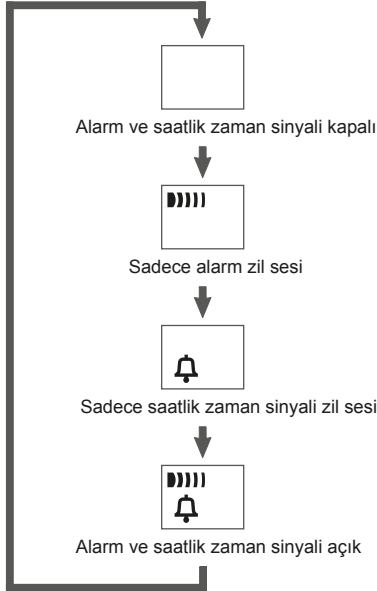 Alarm ve saatlik zaman sinyali kapalı
Sadece alarm zil sesi
Sadece saatlik zaman sinyali zil sesi
Alarm ve saatlik zaman sinyali açık